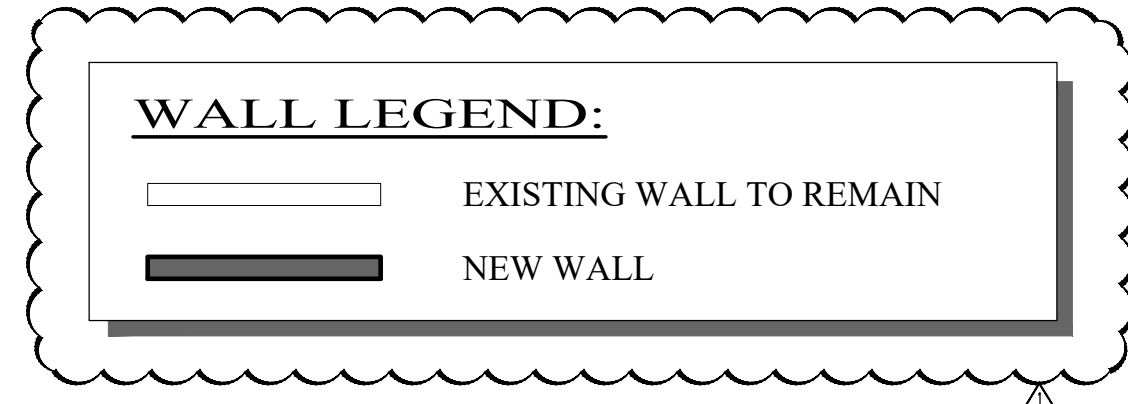 WALL LEGEND:
EXISTING WALL TO REMAIN
NEW WALL
1